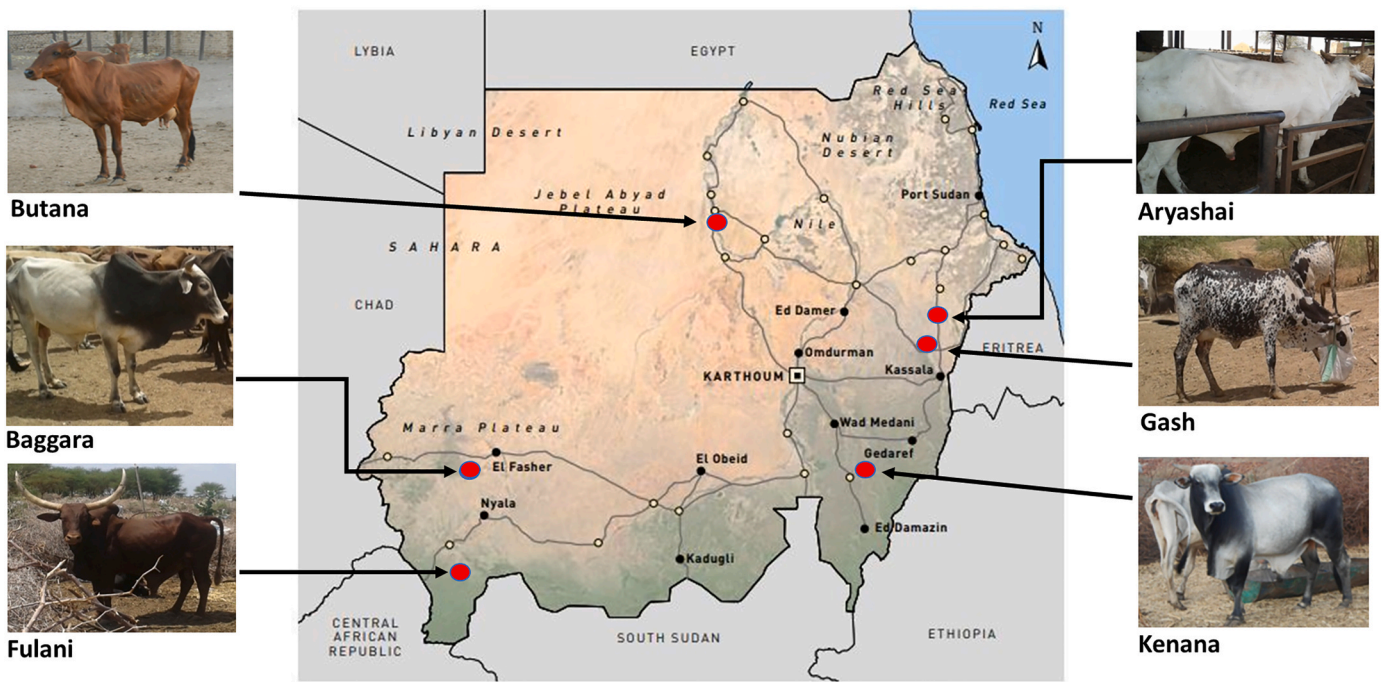 LYBIA
EGYPT
N
Red Sea
Hills
Red Sea
Libyan Desert
Nubian
Desert
Jebel Abyad
Plateau
Port Sudan
Nile
SAHARA
CHAD
Ed Damer
Omdurman
ERITREA
KARTHOUM
Kassala
Marra Plateau
Wad Medani
Gedaref
El Fasher
El Obeid
Nyala
Ed Damazin
Kadugli
CENTRAL
AFRICAN
REPUBLIC
SOUTH SUDAN
ETHIOPIA
Butana
Baggara
Fulani
Aryashai
Gash
Kenana